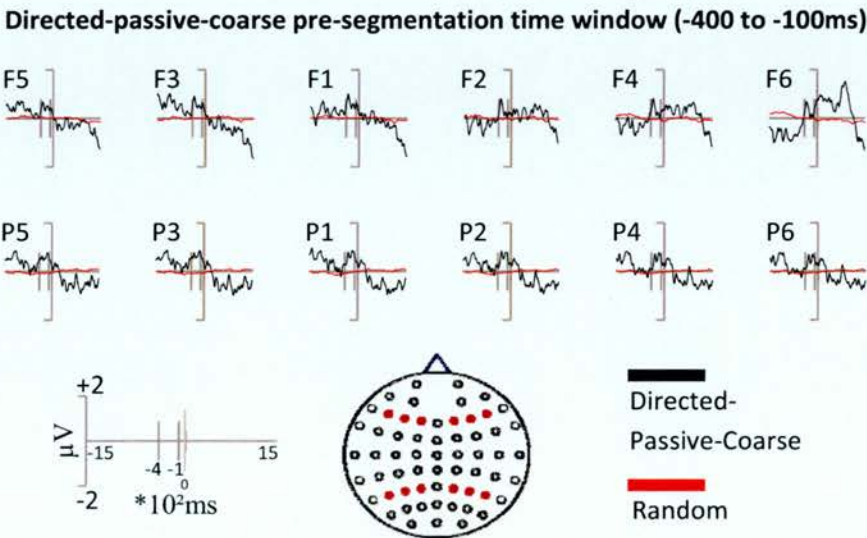 Directed-passive-coarse pre-segmentation time window (-400 to -100ms)
F5 F3 F1 F2 F4 F6
P5 P3 P1 P2 P4 P6
+2
μV
-15 -4 -1 0 15
-2
*10²ms
Directed-
Passive-Coarse
Random